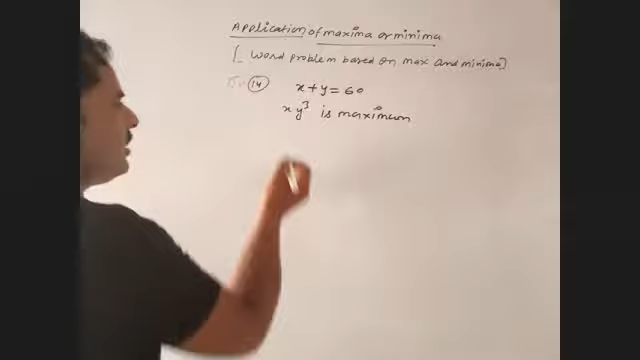 Application of maxima or minima
[ Word problem based on max and minima]
14 x + y = 60
xy³ is maximum